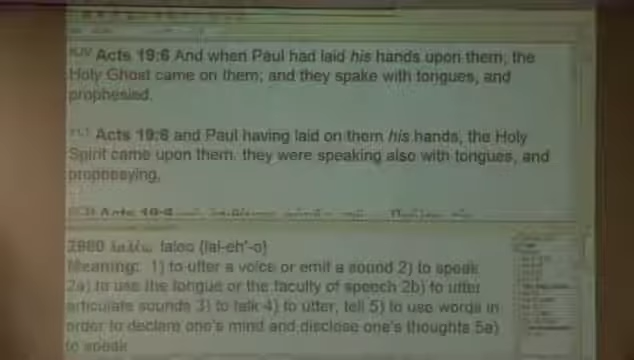 KJV Acts 19:6 And when Paul had laid his hands upon them, the
Holy Ghost came on them; and they spake with tongues, and
prophesied.
YLT Acts 19:6 and Paul having laid on them his hands, the Holy
Spirit came upon them, they were speaking also with tongues, and
prophesying,
Acts 19:6
2980 laleo {lal-eh'-o}
Meaning: 1) to utter a voice or emit a sound 2) to speak
2a) to use the tongue or the faculty of speech 2b) to utter
articulate sounds 3) to talk 4) to utter, tell 5) to use words in
order to declare one's mind and disclose one's thoughts 5a)
to speak